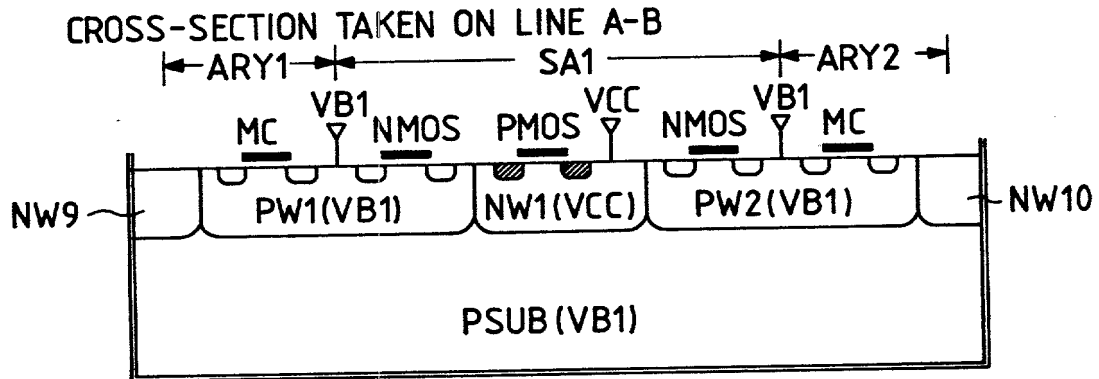 CROSS-SECTION TAKEN ON LINE A-B
ARY1 SA1 ARY2
VB1 VCC VB1
MC NMOS PMOS NMOS MC
NW9 PW1(VB1) NW1(VCC) PW2(VB1) NW10
PSUB(VB1)